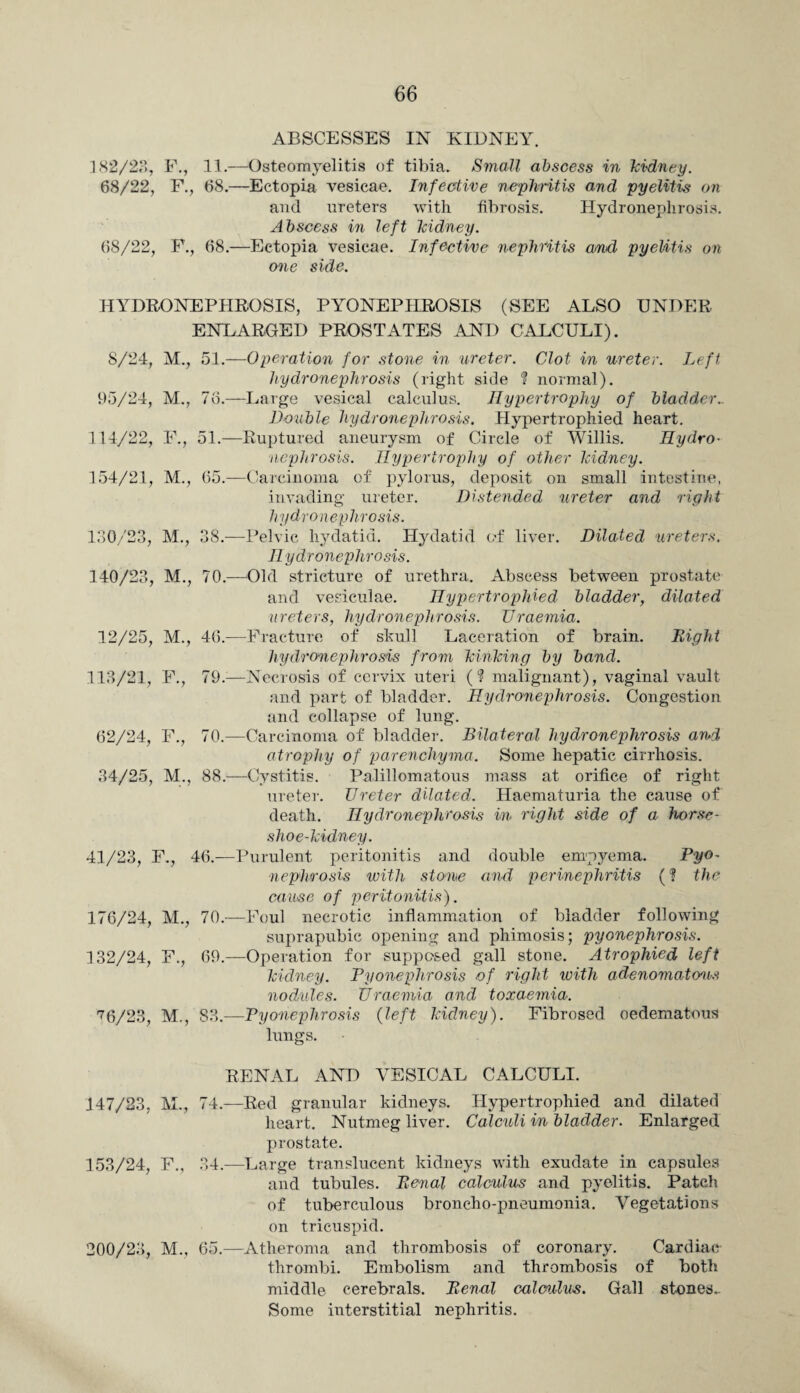 66
ABSCESSES IN KIDNEY.
182/23, F., 11.—Osteomyelitis of tibia. Small abscess in kidney.
68/22, F., 68.—Ectopia vesicae. Infective nephritis and pyelitis on
and ureters with fibrosis. Hydronephrosis.
Abscess in left kidney.
68/22, F., 68.—Ectopia vesicae. Infective nephritis and pyelitis on
one side.
HYDRONEPHROSIS, PYONEPHROSIS (SEE ALSO UNDER
ENLARGED PROSTATES AND CALCULI).
8/24, M., 51.—Operation for stone in ureter. Clot in ureter. Left
hydronephrosis (right side ? normal).
95/24, M., 76.—Large vesical calculus. Hypertrophy of bladder.
Double hydronephrosis. Hypertrophied heart.
114/22, F., 51.—Ruptured aneurysm of Circle of Willis. Hydro-
nephrosis. Hypertrophy of other kidney.
154/21, M., 65.—Carcinoma of pylorus, deposit on small intestine,
invading ureter. Distended ureter and right
hydronephrosis.
130/23, M., 38.—Pelvic hydatid. Hydatid of liver. Dilated ureters.
Hydronephrosis.
140/23, M., 70.—Old stricture of urethra. Abscess between prostate
and vesiculae. Hypertrophied bladder, dilated
ureters, hydronephrosis. Uraemia.
12/25, M., 46.—Fracture of skull Laceration of brain. Right
hydronephrosis from kinking by band.
113/21, F., 79.—Necrosis of cervix uteri (? malignant), vaginal vault
and part of bladder. Hydronephrosis. Congestion
and collapse of lung.
62/24, F., 70.—Carcinoma of bladder. Bilateral hydronephrosis and
atrophy of parenchyma. Some hepatic cirrhosis.
34/25, M., 88.—Cystitis. Palillomatous mass at orifice of right
ureter. Ureter dilated. Haematuria the cause of
death. Hydronephrosis in right side of a horse-
shoe-kidney.
41/23, F., 46.—Purulent peritonitis and double empyema. Pyo-
nephrosis with stone and perinephritis (? the
cause of peritonitis).
176/24, M., 70.—Foul necrotic inflammation of bladder following
suprapubic opening and phimosis; pyonephrosis.
132/24, F., 69.—Operation for supposed gall stone. Atrophied left
kidney. Pyonephrosis of right with adenomatous
nodules. Uraemia and toxaemia.
76/23, M., 83.—Pyonephrosis (left kidney). Fibrosed oedematous
lungs.
RENAL AND VESICAL CALCULI.
147/23, M., 74.—Red granular kidneys. Hypertrophied and dilated
heart. Nutmeg liver. Calculi in bladder. Enlarged
prostate.
153/24, F., 34.—Large translucent kidneys with exudate in capsules
and tubules. Renal calculus and pyelitis. Patch
of tuberculous broncho-pneumonia. Vegetations
on tricuspid.
200/23, M., 65.—Atheroma and thrombosis of coronary. Cardiac
thrombi. Embolism and thrombosis of both
middle cerebrals. Renal calculus. Gall stones.
Some interstitial nephritis.